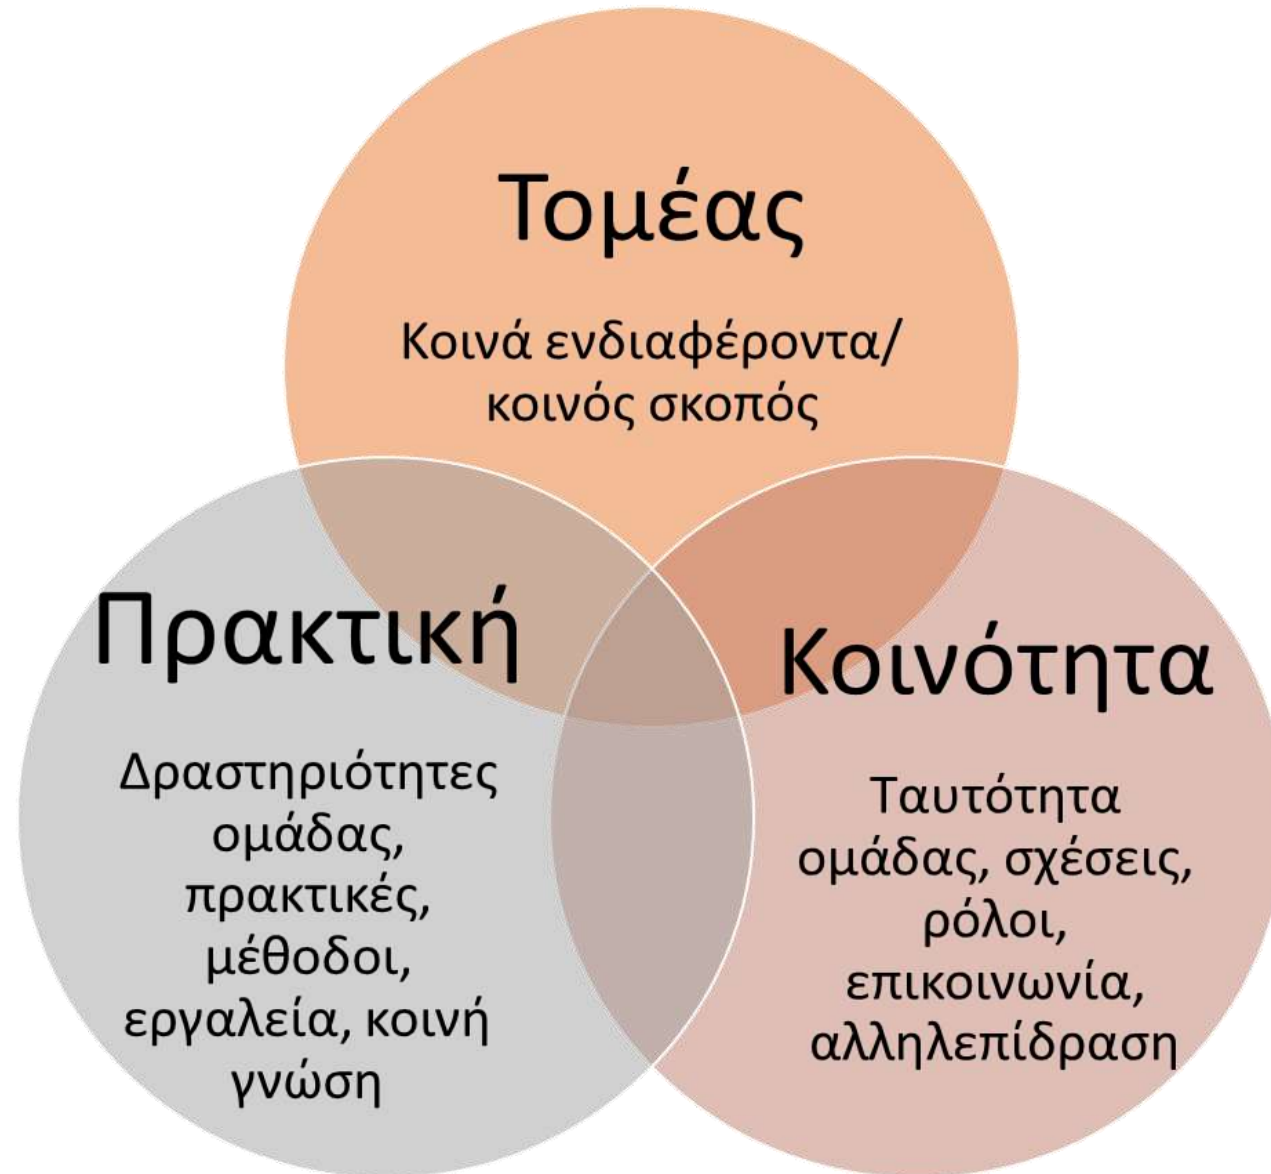 Τομέας
Κοινά ενδιαφέροντα/
κοινός σκοπός
Πρακτική
Δραστηριότητες
ομάδας,
πρακτικές,
μέθοδοι,
εργαλεία, κοινή
γνώση
Κοινότητα
Ταυτότητα
ομάδας, σχέσεις,
ρόλοι,
επικοινωνία,
αλληλεπίδραση